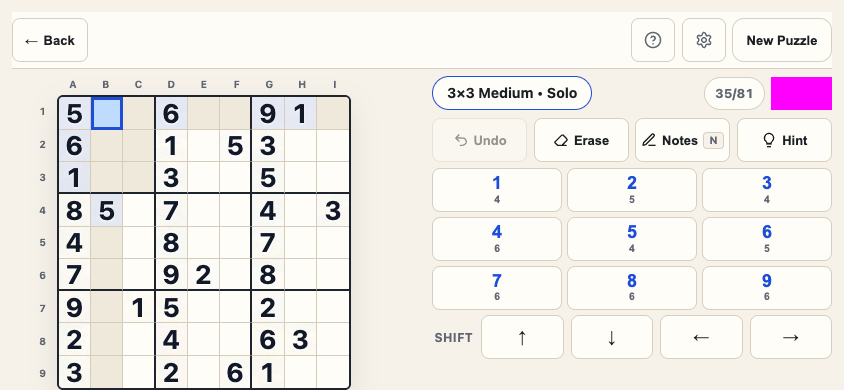 ← Back
New Puzzle
A B C D E F G H I
1 5 6 9 1
2 6 1 5 3
3 1 3 5
4 8 5 7 4 3
5 4 8 7
6 7 9 2 8
7 9 1 5 2
8 2 4 6 3
9 3 2 6 1
3×3 Medium • Solo
35/81
Undo Erase Notes N Hint
1 2 3
4 5 4
4 5 6
6 4 5
7 8 9
6 6 6
SHIFT ↑ ↓ ← →